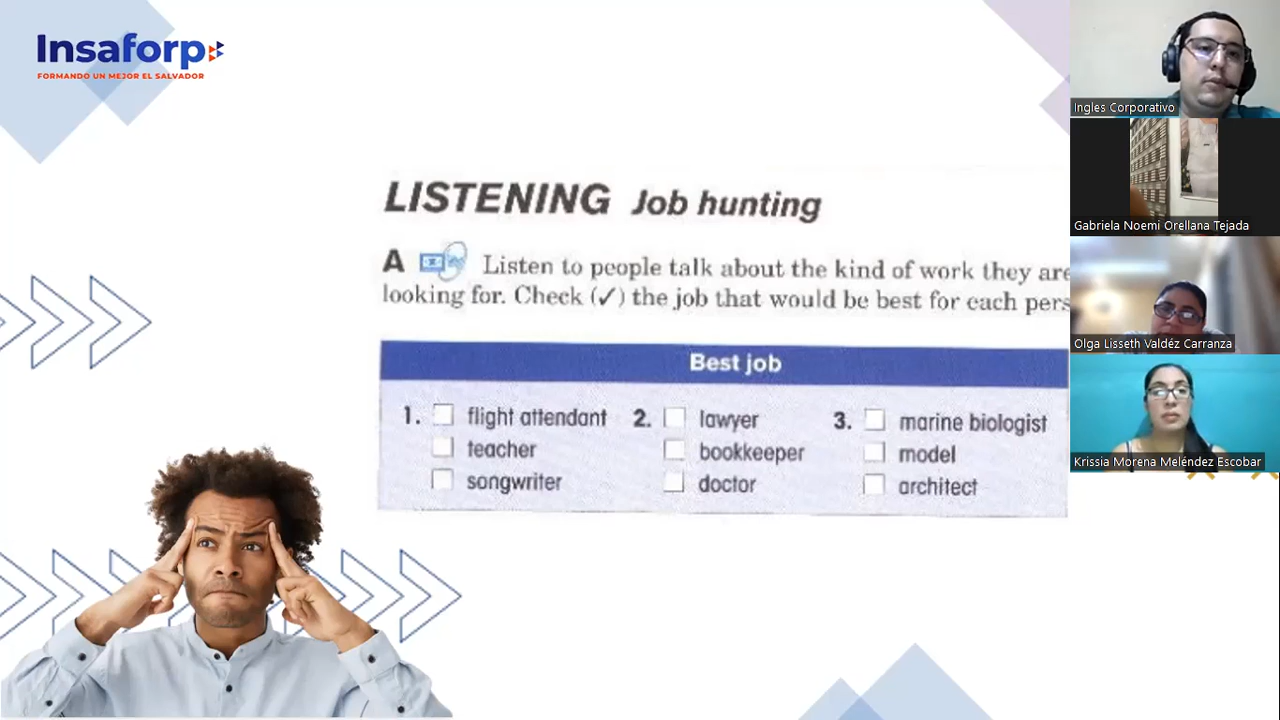 Insaforp
FORMANDO UN MEJOR EL SALVADOR
LISTENING Job hunting
A Listen to people talk about the kind of work they are
looking for. Check (✓) the job that would be best for each pers
Best job
1. flight attendant 2. lawyer 3. marine biologist
teacher bookkeeper model
songwriter doctor architect
Ingles Corporativo
Gabriela Noemi Orellana Tejada
Olga Lisseth Valdéz Carranza
Krissia Morena Meléndez Escobar